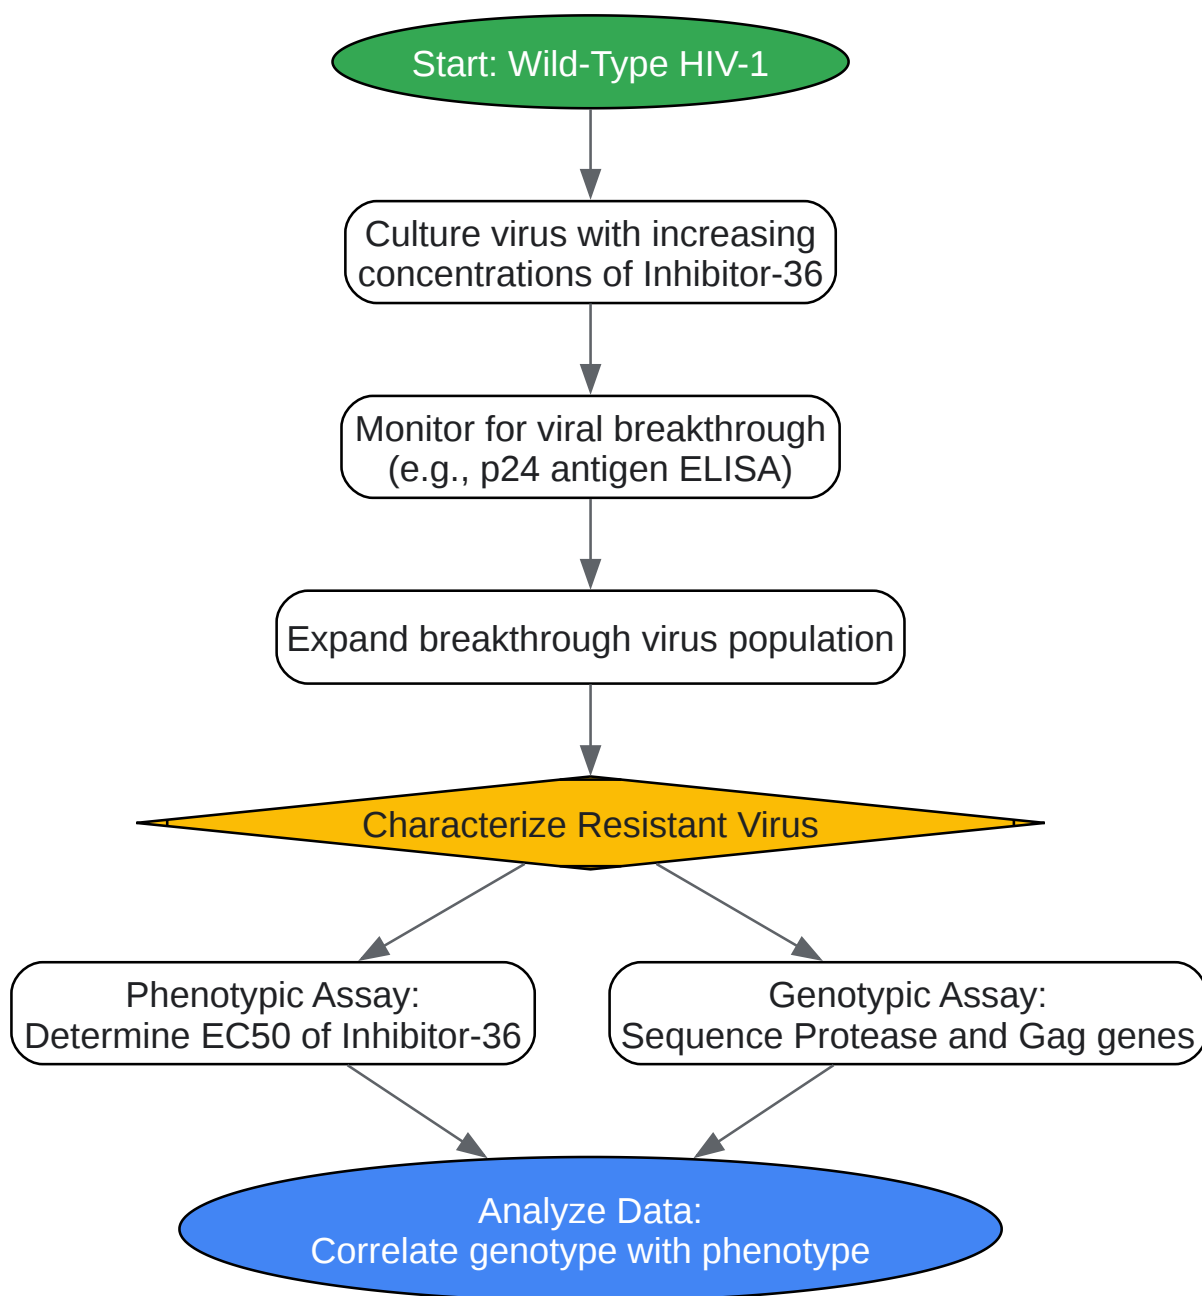 Start: Wild-Type HIV-1
Culture virus with increasing
concentrations of Inhibitor-36
Monitor for viral breakthrough
(e.g., p24 antigen ELISA)
Expand breakthrough virus population
Characterize Resistant Virus
Phenotypic Assay:
Determine EC50 of Inhibitor-36
Genotypic Assay:
Sequence Protease and Gag genes
Analyze Data:
Correlate genotype with phenotype